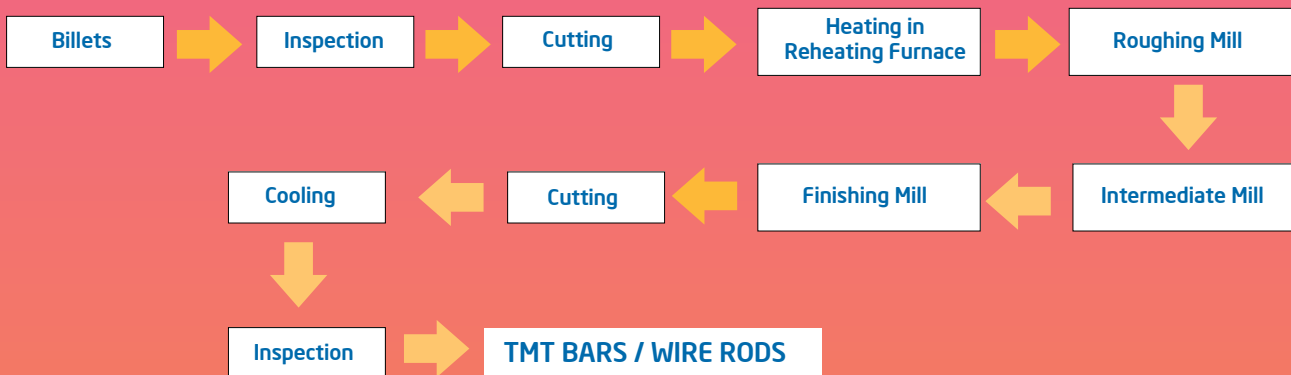 Billets
Inspection
Cutting
Heating in
Reheating Furnace
Roughing Mill
Intermediate Mill
Finishing Mill
Cutting
Cooling
Inspection
TMT BARS / WIRE RODS